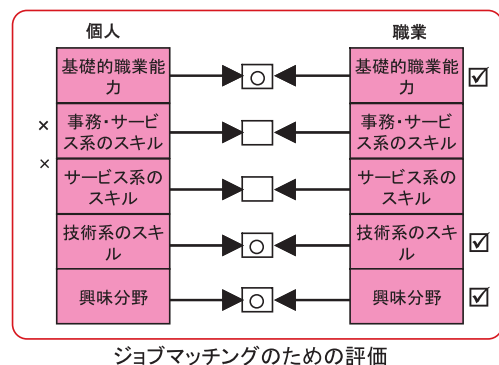 個人
職業
基礎的職業能
力
○
基礎的職業能
力
☑
×
事務・サービ
ス系のスキル
事務・サービ
ス系のスキル
×
サービス系の
スキル
サービス系の
スキル
技術系のスキ
ル
○
技術系のスキ
ル
☑
興味分野
○
興味分野
☑
ジョブマッチングのための評価